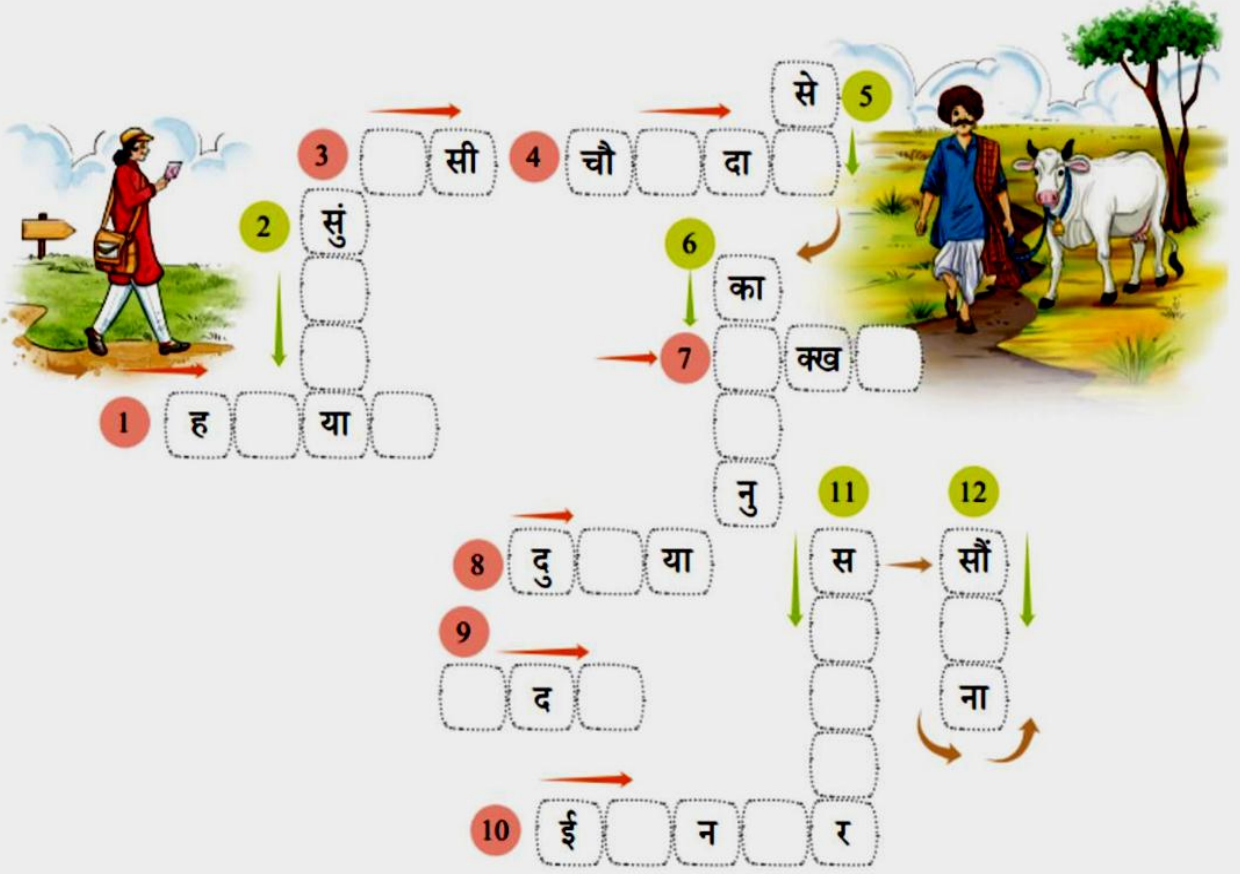 से 5
3 सी 4 चौ दा
2 सुं
6
का
7 क्ख
1 ह या
नु 11 12
8 दु या स सौं
9
द ना
10 ई न र